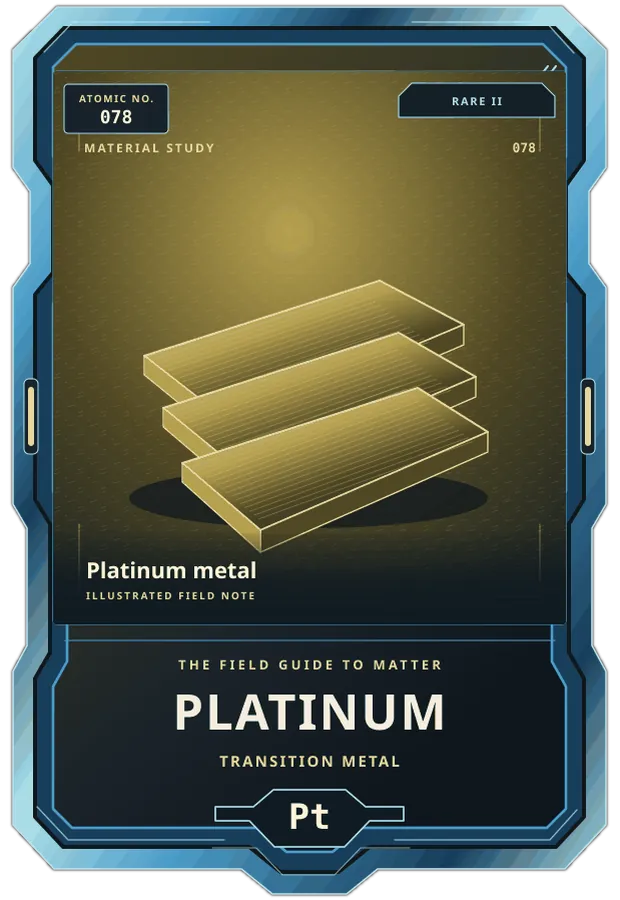 ATOMIC NO.
078
RARE II
MATERIAL STUDY
078
Platinum metal
ILLUSTRATED FIELD NOTE
THE FIELD GUIDE TO MATTER
PLATINUM
TRANSITION METAL
Pt